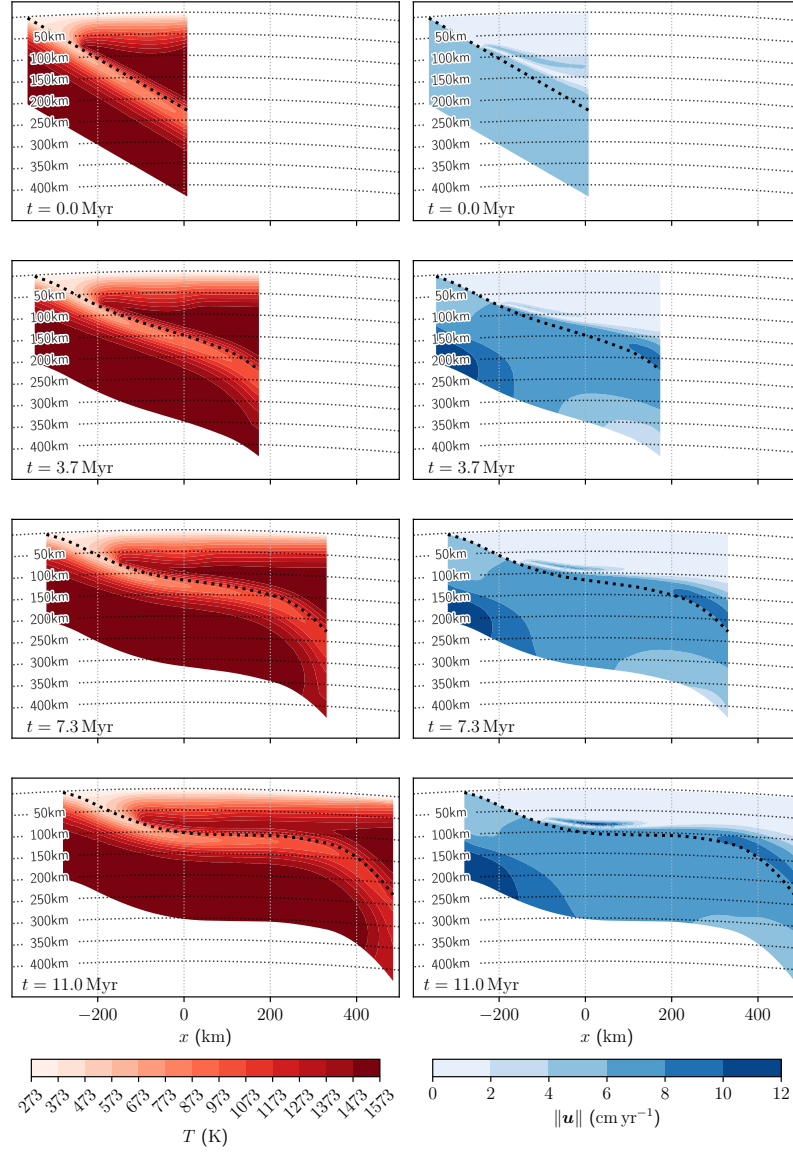 50km
100km
150km
200km
250km
300km
350km
400km
t = 0.0 Myr
50km
100km
150km
200km
250km
300km
350km
400km
t = 0.0 Myr
50km
100km
150km
200km
250km
300km
350km
400km
t = 3.7 Myr
50km
100km
150km
200km
250km
300km
350km
400km
t = 3.7 Myr
50km
100km
150km
200km
250km
300km
350km
400km
t = 7.3 Myr
50km
100km
150km
200km
250km
300km
350km
400km
t = 7.3 Myr
50km
100km
150km
200km
250km
300km
350km
400km
t = 11.0 Myr
−200 0 200 400
x (km)
50km
100km
150km
200km
250km
300km
350km
400km
t = 11.0 Myr
−200 0 200 400
x (km)
273 373 473 573 673 773 873 973 1073 1173 1273 1373 1473 1573
T (K)
0 2 4 6 8 10 12
‖u‖ (cm yr⁻¹)